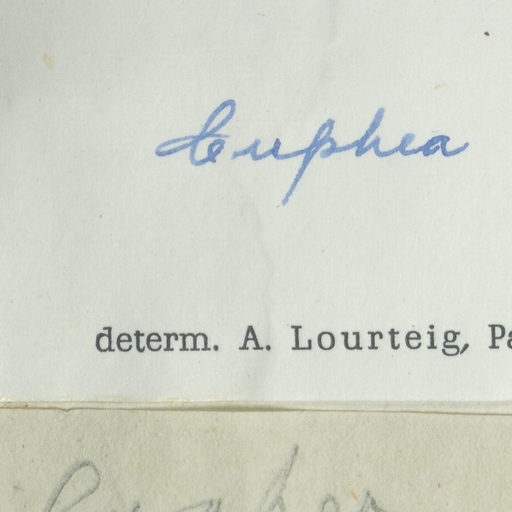 Cuphea
determ. A. Lourteig, Pa